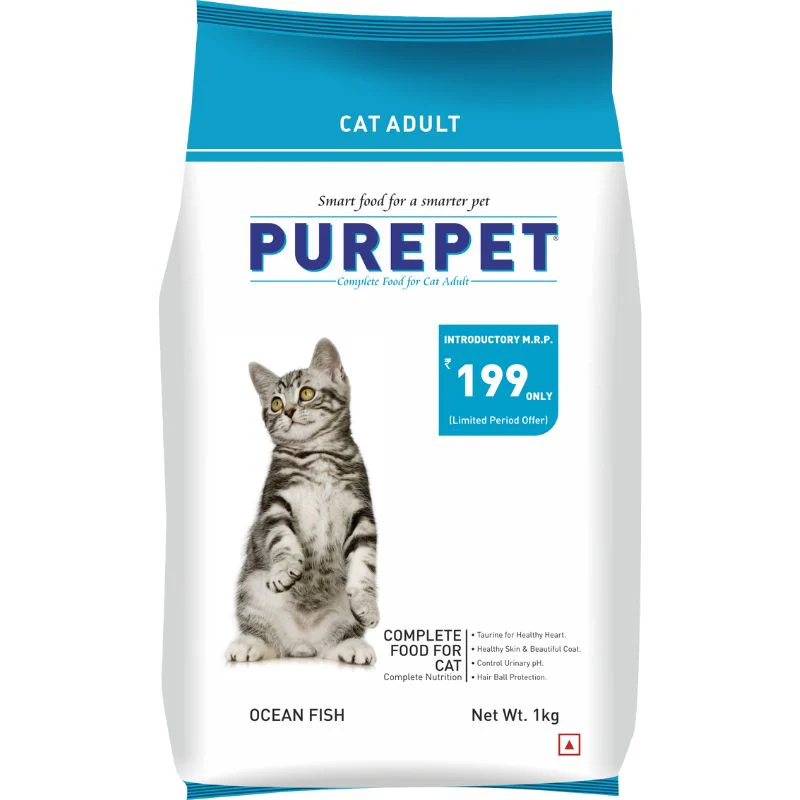 CAT ADULT
Smart food for a smarter pet
PUREPET®
Complete Food for Cat Adult
INTRODUCTORY M.R.P.
₹ 199 ONLY
(Limited Period Offer)
COMPLETE
FOOD FOR
CAT
Complete Nutrition
• Taurine for Healthy Heart.
• Healthy Skin & Beautiful Coat.
• Control Urinary pH.
• Hair Ball Protection.
OCEAN FISH
Net Wt. 1kg